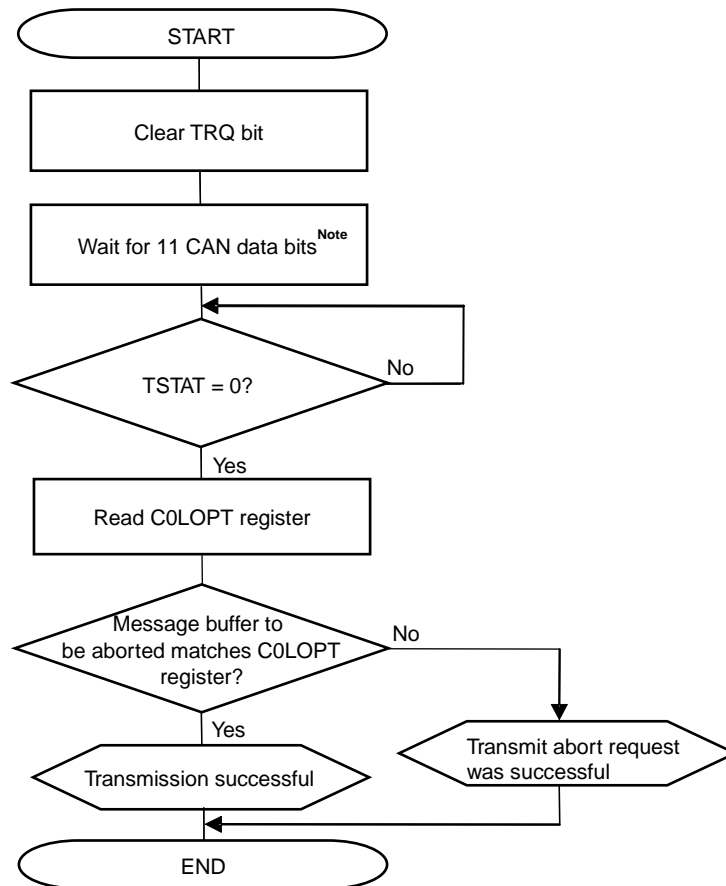 START
Clear TRQ bit
Wait for 11 CAN data bits Note
TSTAT = 0?
No
Yes
Read C0LOPT register
Message buffer to
be aborted matches C0LOPT
register?
No
Yes
Transmission successful
Transmit abort request
was successful
END